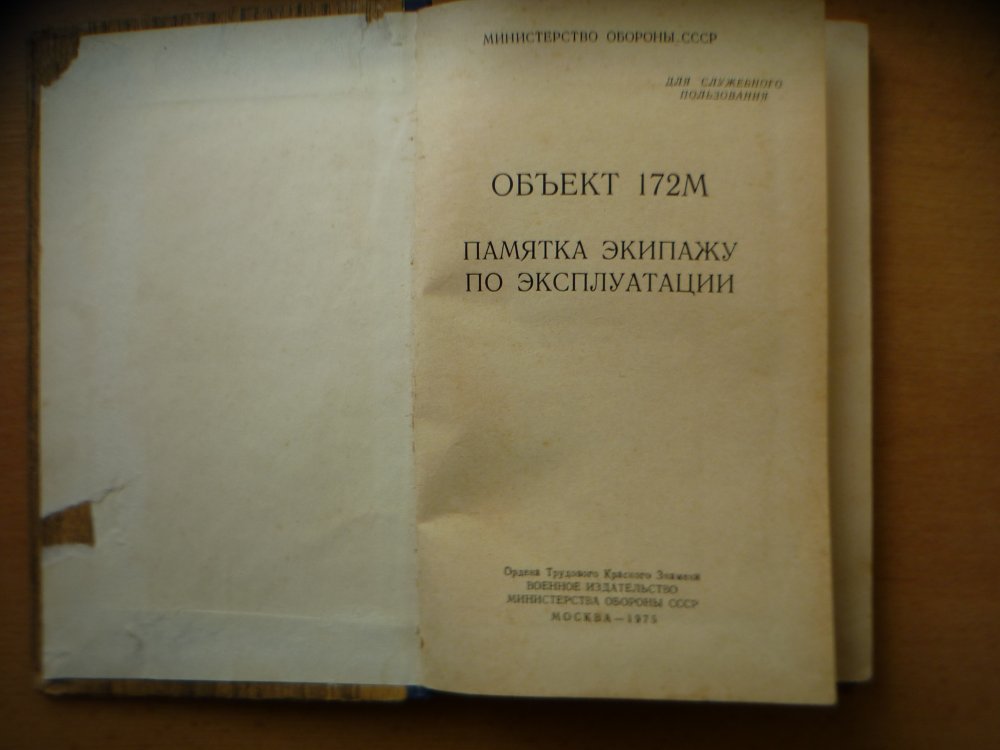 МИНИСТЕРСТВО ОБОРОНЫ СССР
ДЛЯ СЛУЖЕБНОГО
ПОЛЬЗОВАНИЯ
ОБЪЕКТ 172М
ПАМЯТКА ЭКИПАЖУ
ПО ЭКСПЛУАТАЦИИ
Ордена Трудового Красного Знамени
ВОЕННОЕ ИЗДАТЕЛЬСТВО
МИНИСТЕРСТВА ОБОРОНЫ СССР
МОСКВА — 1975